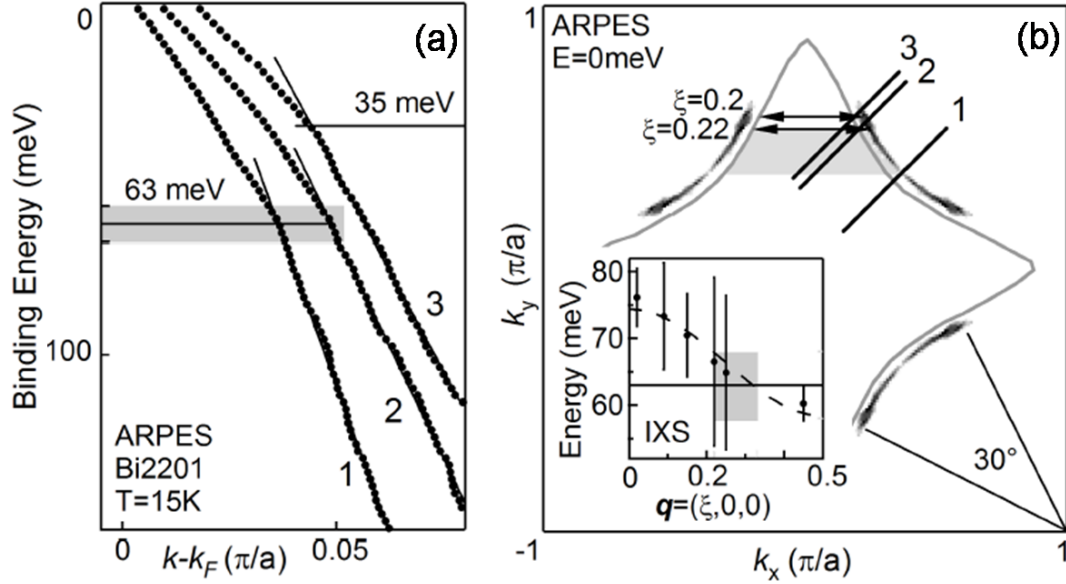 0
(a)
35 meV
63 meV
Binding Energy (meV)
100
3
2
1
ARPES
Bi2201
T=15K
0
0.05
k-k_F (π/a)
1
ARPES
E=0meV
(b)
3
2
1
ξ=0.2
ξ=0.22
k_y (π/a)
80
70
60
Energy (meV)
IXS
0
0.2
0.5
q=(ξ,0,0)
30°
-1
k_x (π/a)
1